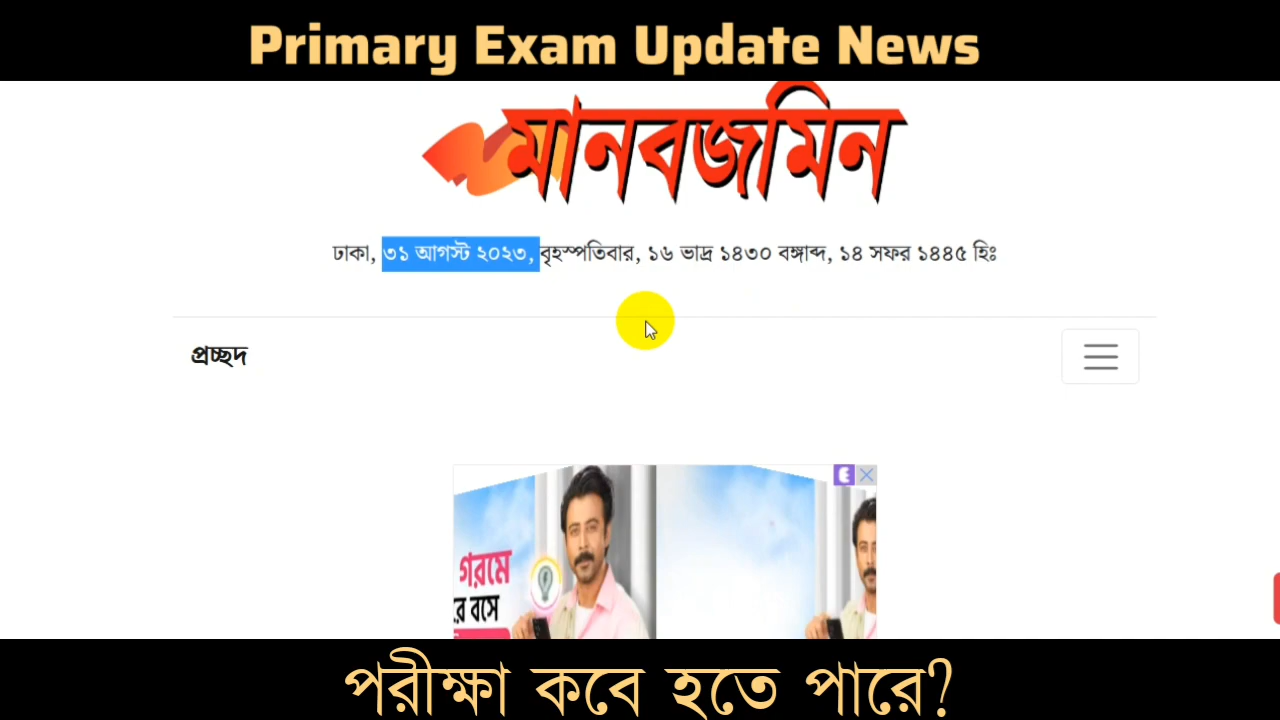 Primary Exam Update News
মানবজমিন
ঢাকা, ৩১ আগস্ট ২০২৩, বৃহস্পতিবার, ১৬ ভাদ্র ১৪৩০ বঙ্গাব্দ, ১৪ সফর ১৪৪৫ হিঃ
প্রচ্ছদ
গরমে
বসে
পরীক্ষা কবে হতে পারে?